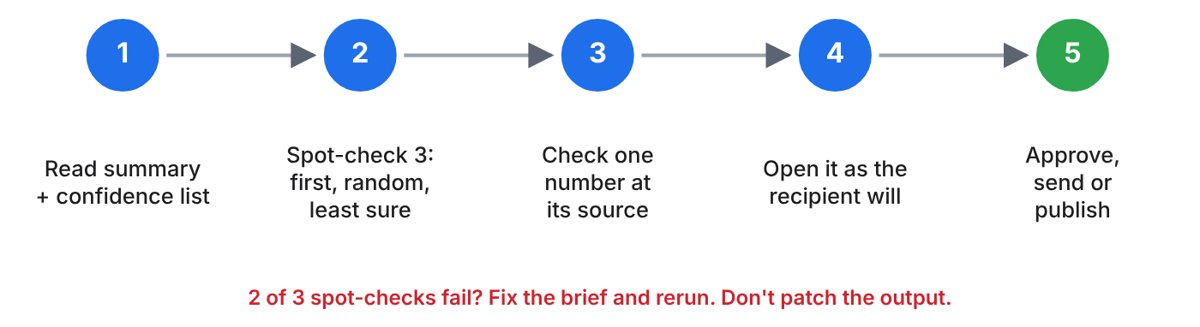 1
2
3
4
5
Read summary
+ confidence list
Spot-check 3:
first, random,
least sure
Check one
number at
its source
Open it as the
recipient will
Approve,
send or
publish
2 of 3 spot-checks fail? Fix the brief and rerun. Don't patch the output.